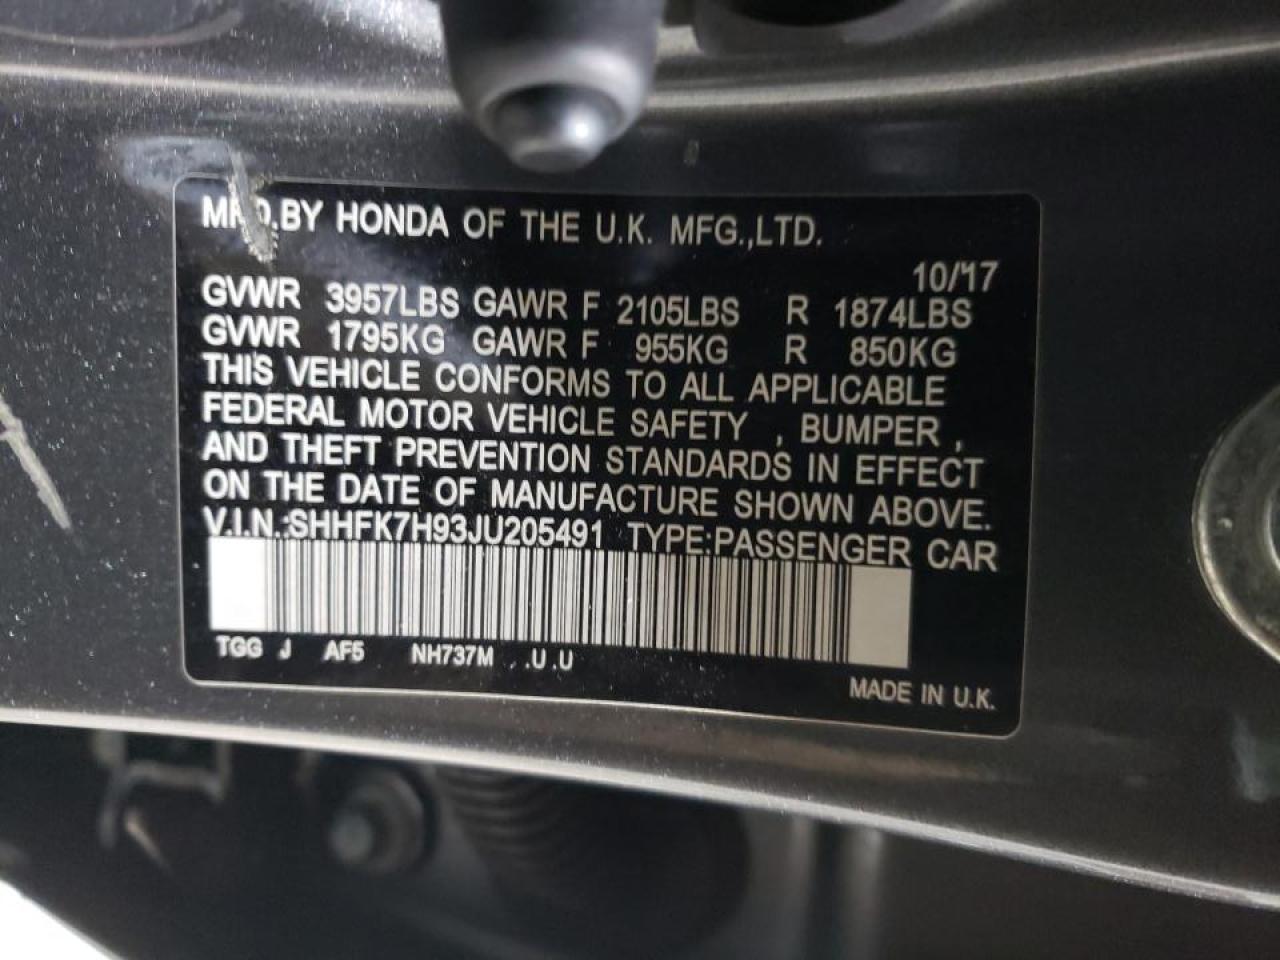 MFD.BY HONDA OF THE U.K. MFG.,LTD.
10/'17
GVWR 3957LBS GAWR F 2105LBS R 1874LBS
GVWR 1795KG GAWR F 955KG R 850KG
THIS VEHICLE CONFORMS TO ALL APPLICABLE
FEDERAL MOTOR VEHICLE SAFETY , BUMPER ,
AND THEFT PREVENTION STANDARDS IN EFFECT
ON THE DATE OF MANUFACTURE SHOWN ABOVE.
V.I.N.:SHHFK7H93JU205491 TYPE:PASSENGER CAR
TGG J AF5 NH737M . .U .U
MADE IN U.K.